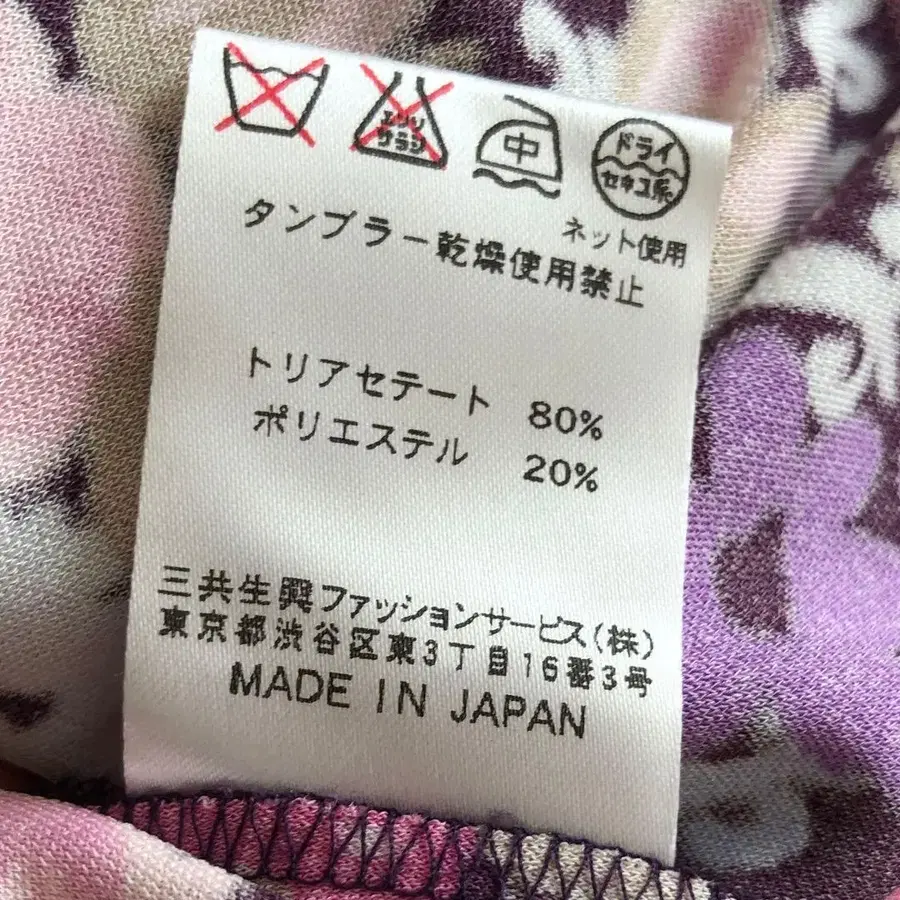 エンソ
サラシ
中
ドライ
セキユ系
ネット使用
タンブラー乾燥使用禁止
トリアセテート 80%
ポリエステル 20%
三共生興ファッションサービス(株)
東京都渋谷区東3丁目16番3号
MADE IN JAPAN